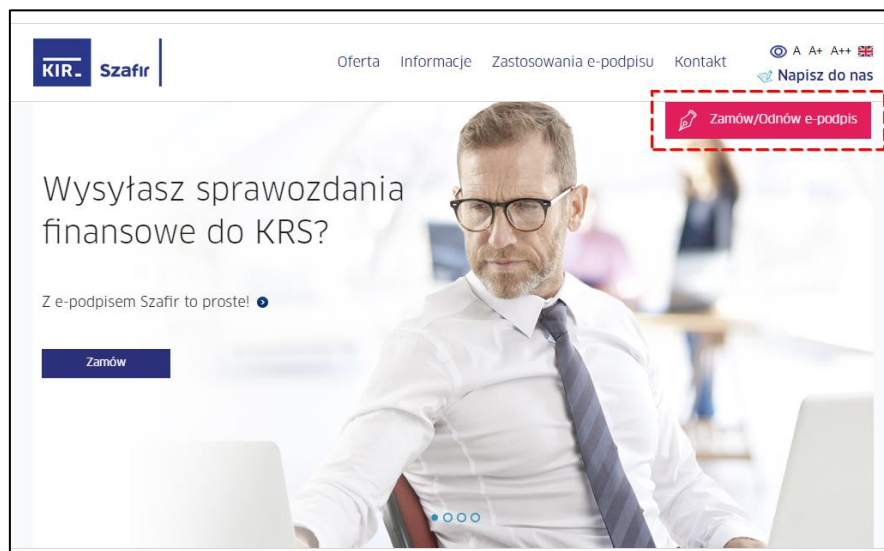 KIR Szafir
Oferta Informacje Zastosowania e-podpisu Kontakt
A A+ A++
Napisz do nas
Zamów/Odnów e-podpis
Wysyłasz sprawozdania
finansowe do KRS?
Z e-podpisem Szafir to proste!
Zamów